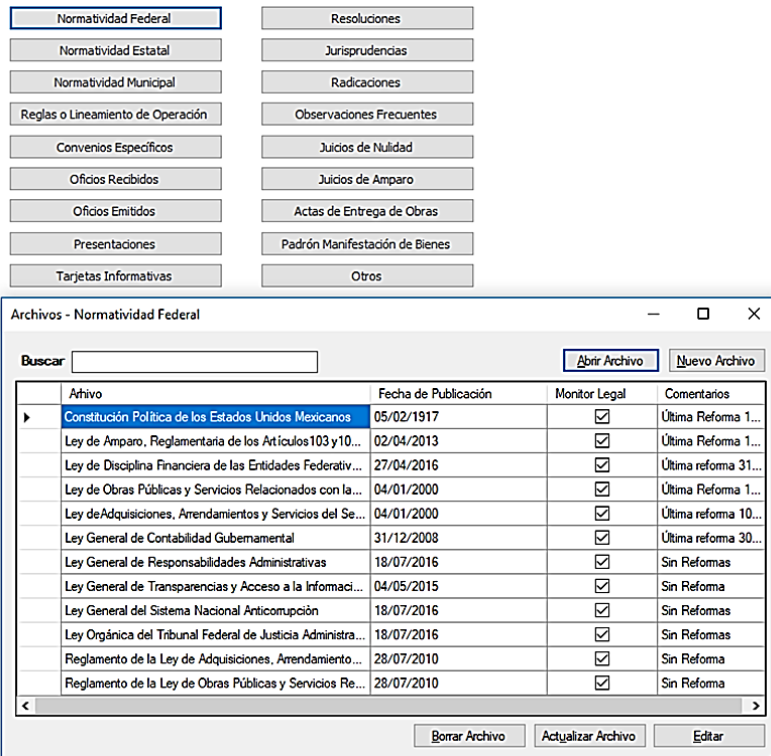 Normatividad Federal
Resoluciones
Normatividad Estatal
Jurisprudencias
Normatividad Municipal
Radicaciones
Reglas o Lineamiento de Operación
Observaciones Frecuentes
Convenios Específicos
Juicios de Nulidad
Oficios Recibidos
Juicios de Amparo
Oficios Emitidos
Actas de Entrega de Obras
Presentaciones
Padrón Manifestación de Bienes
Tarjetas Informativas
Otros
Archivos - Normatividad Federal
Buscar Abrir Archivo Nuevo Archivo
Arhivo Fecha de Publicación Monitor Legal Comentarios
Constitución Política de los Estados Unidos Mexicanos 05/02/1917 Última Reforma 1...
Ley de Amparo, Reglamentaria de los Artículos103 y10... 02/04/2013 Última Reforma 1...
Ley de Disciplina Financiera de las Entidades Federativ... 27/04/2016 Última reforma 31...
Ley de Obras Públicas y Servicios Relacionados con la... 04/01/2000 Última Reforma 1...
Ley deAdquisiciones, Arrendamientos y Servicios del Se... 04/01/2000 Última reforma 10...
Ley General de Contabilidad Gubernamental 31/12/2008 Última reforma 30...
Ley General de Responsabilidades Administrativas 18/07/2016 Sin Reformas
Ley General de Transparencias y Acceso a la Informaci... 04/05/2015 Sin Reforma
Ley General del Sistema Nacional Anticorrupción 18/07/2016 Sin Reformas
Ley Orgánica del Tribunal Federal de Justicia Administra... 18/07/2016 Sin Reformas
Reglamento de la Ley de Adquisiciones, Arrendamiento... 28/07/2010 Sin Reforma
Reglamento de la Ley de Obras Públicas y Servicios Re... 28/07/2010 Sin Reforma
Borrar Archivo Actualizar Archivo Editar